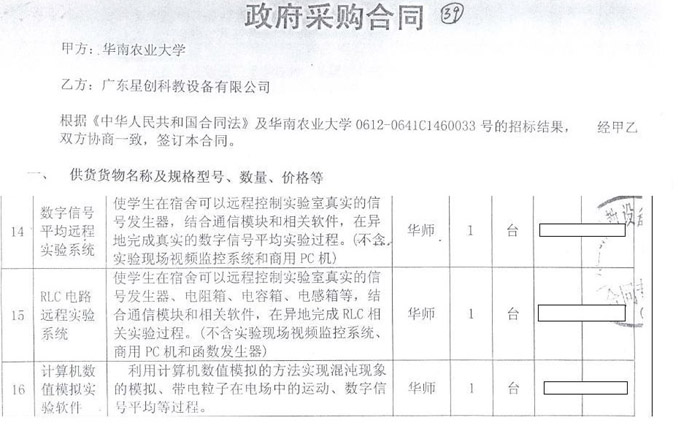 政府采购合同 39
甲方：华南农业大学
乙方：广东星创科教设备有限公司
根据《中华人民共和国合同法》及华南农业大学 0612-0641C1460033 号的招标结果， 经甲乙
双方协商一致，签订本合同。
一、 供货货物名称及规格型号、数量、价格等
14 数字信号平均远程实验系统 使学生在宿舍可以远程控制实验室真实的信
号发生器，结合通信模块和相关软件，在异
地完成真实的数字信号平均实验过程。(不含
实验现场视频监控系统和商用 PC 机) 华师 1 台
15 RLC 电路远程实验系统 使学生在宿舍可以远程控制实验室真实的信
号发生器、电阻箱、电容箱、电感箱等，结
合通信模块和相关软件，在异地完成 RLC 相
关实验过程。(不含实验现场视频监控系统、
商用 PC 机和函数发生器) 华师 1 台
16 计算机数值模拟实验软件 利用计算机数值模拟的方法实现混沌现象
的模拟、带电粒子在电场中的运动、数字信
号平均等过程。 华师 1 台